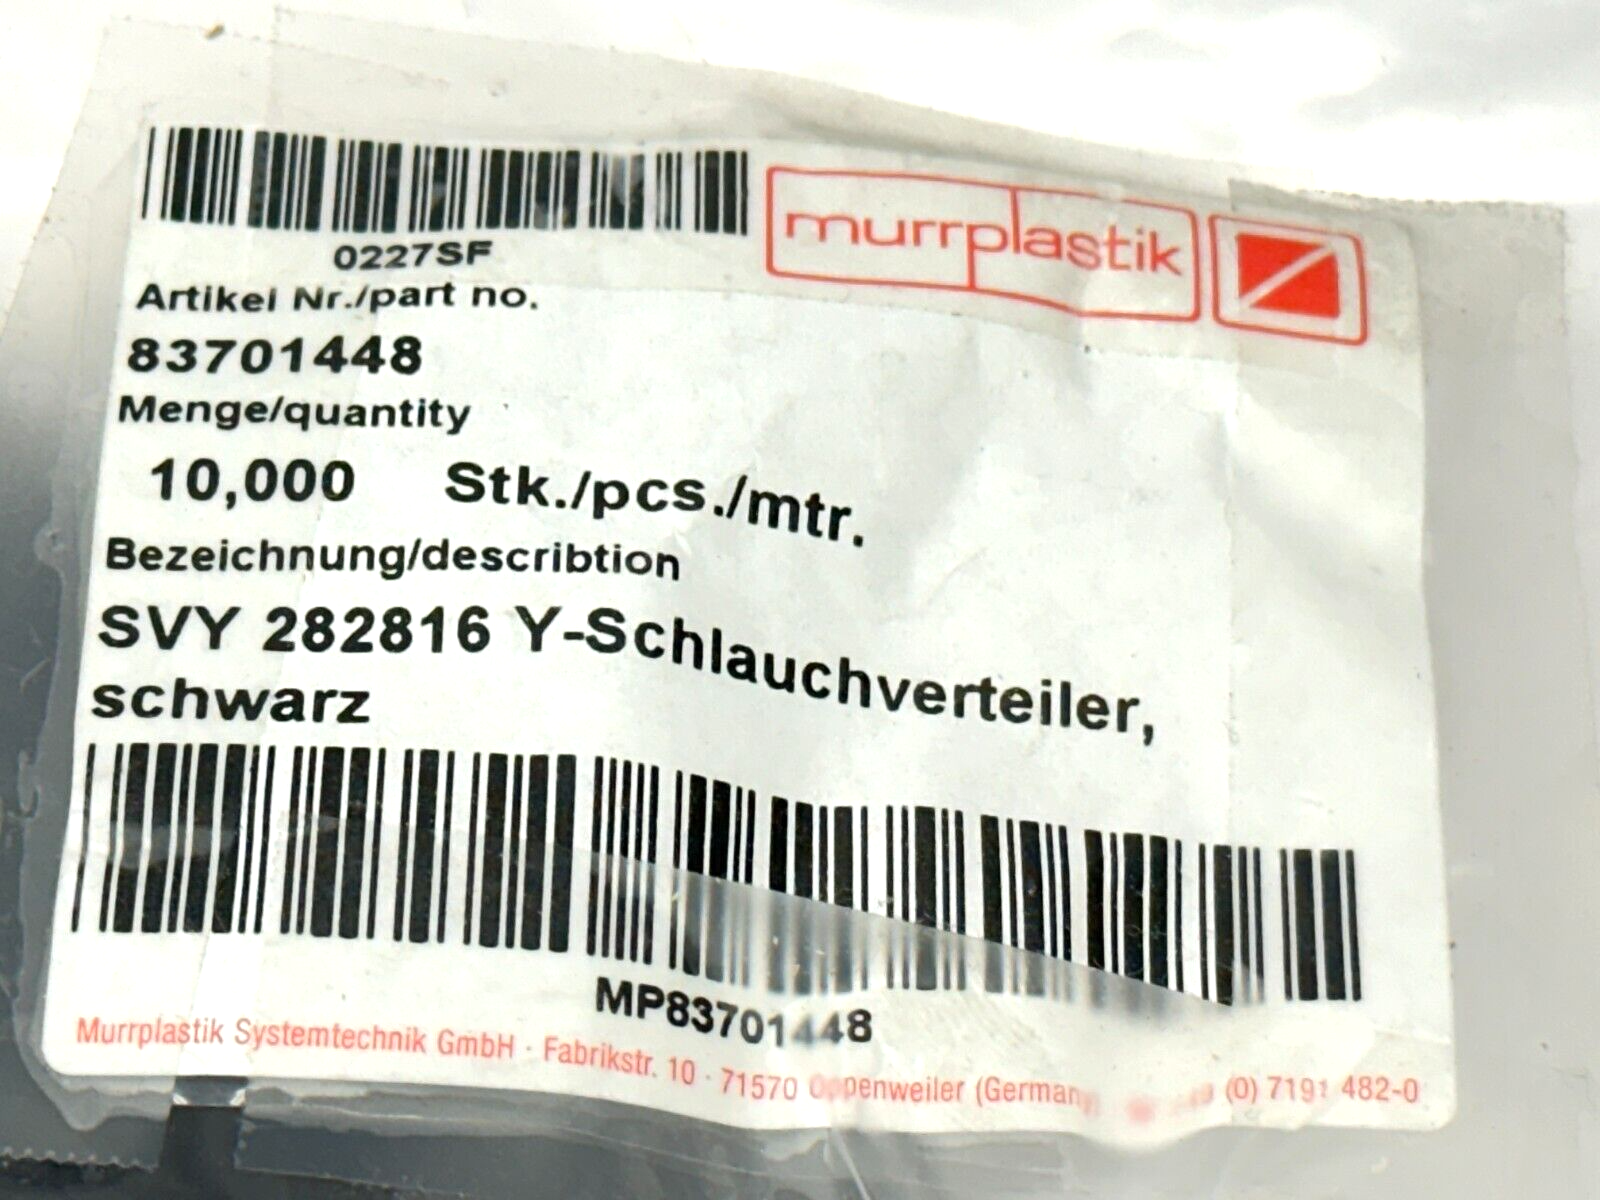 0227SF
murrplastik
Artikel Nr./part no.
83701448
Menge/quantity
10,000 Stk./pcs./mtr.
Bezeichnung/describtion
SVY 282816 Y-Schlauchverteiler,
schwarz
MP83701448
Murrplastik Systemtechnik GmbH · Fabrikstr. 10 · 71570 Oppenweiler (Germany) (0) 7191 482-0